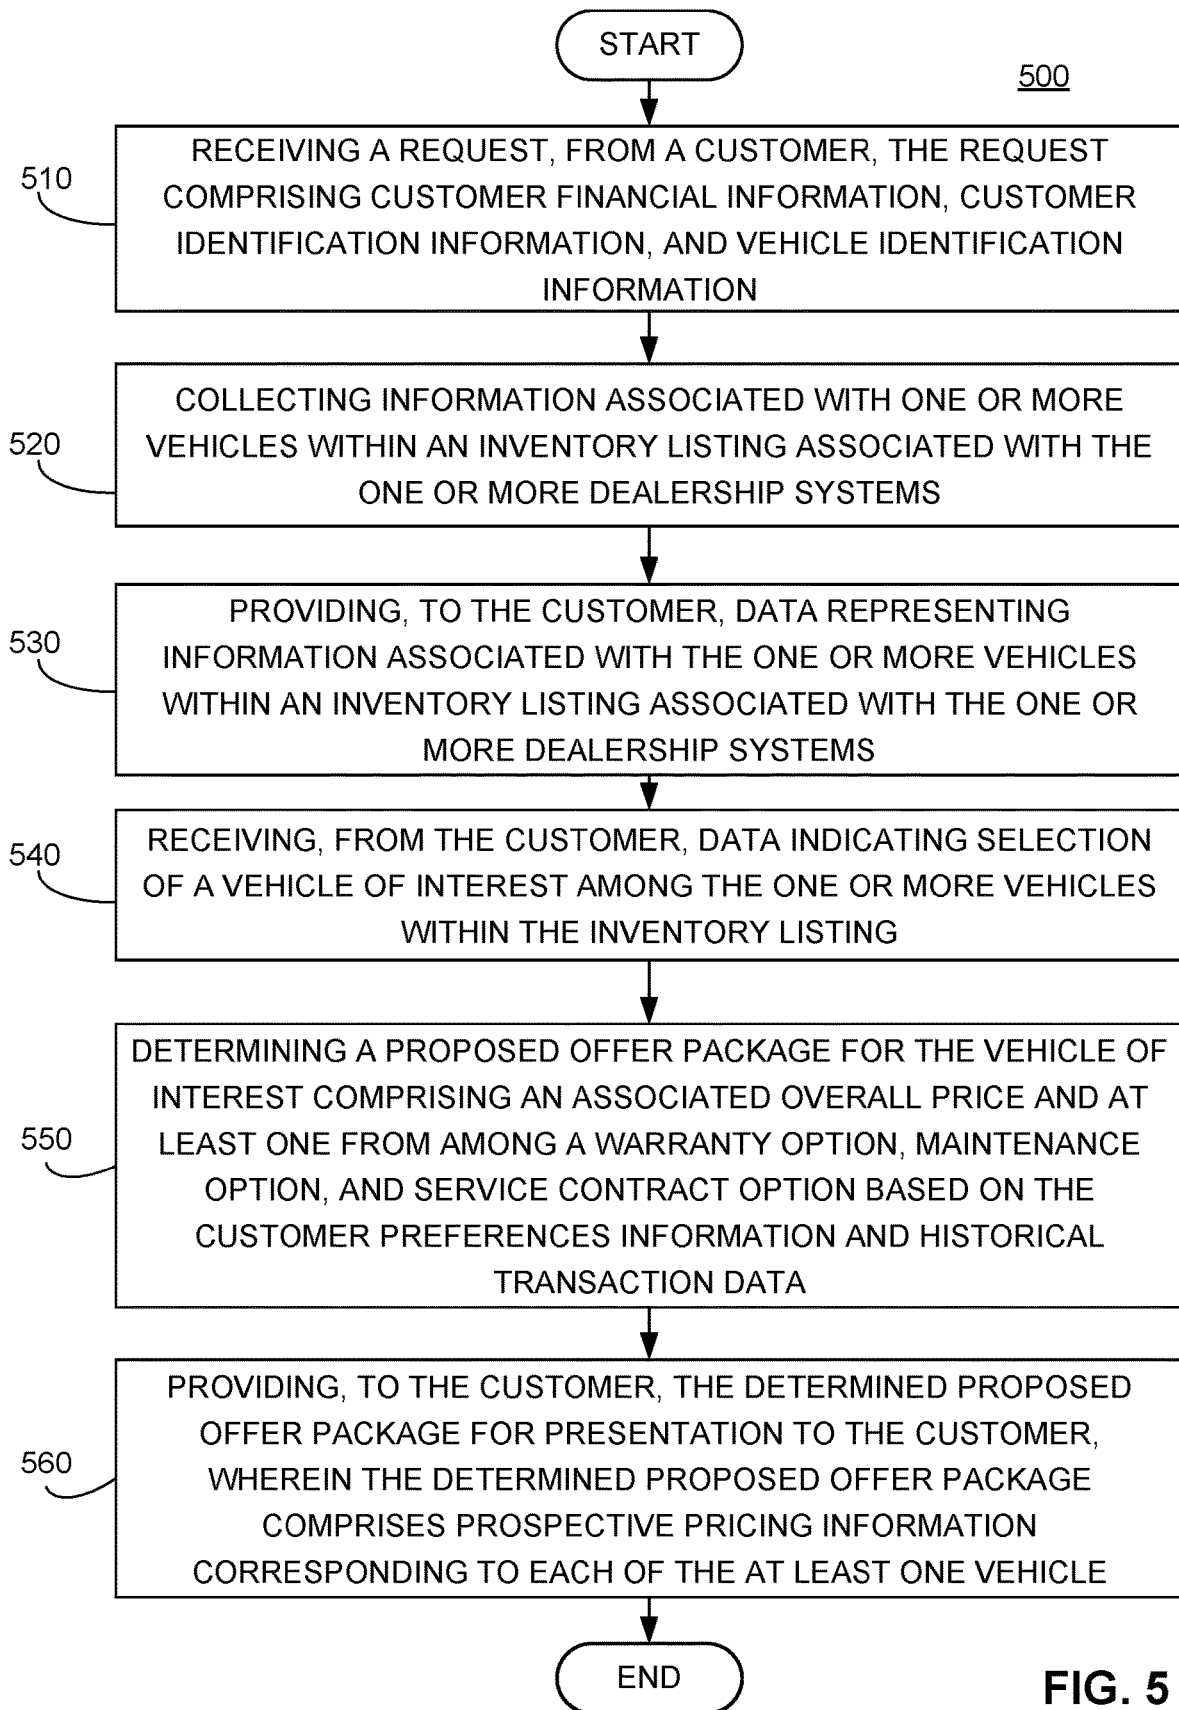 START
500
510
RECEIVING A REQUEST, FROM A CUSTOMER, THE REQUEST
COMPRISING CUSTOMER FINANCIAL INFORMATION, CUSTOMER
IDENTIFICATION INFORMATION, AND VEHICLE IDENTIFICATION
INFORMATION
520
COLLECTING INFORMATION ASSOCIATED WITH ONE OR MORE
VEHICLES WITHIN AN INVENTORY LISTING ASSOCIATED WITH THE
ONE OR MORE DEALERSHIP SYSTEMS
530
PROVIDING, TO THE CUSTOMER, DATA REPRESENTING
INFORMATION ASSOCIATED WITH THE ONE OR MORE VEHICLES
WITHIN AN INVENTORY LISTING ASSOCIATED WITH THE ONE OR
MORE DEALERSHIP SYSTEMS
540
RECEIVING, FROM THE CUSTOMER, DATA INDICATING SELECTION
OF A VEHICLE OF INTEREST AMONG THE ONE OR MORE VEHICLES
WITHIN THE INVENTORY LISTING
550
DETERMINING A PROPOSED OFFER PACKAGE FOR THE VEHICLE OF
INTEREST COMPRISING AN ASSOCIATED OVERALL PRICE AND AT
LEAST ONE FROM AMONG A WARRANTY OPTION, MAINTENANCE
OPTION, AND SERVICE CONTRACT OPTION BASED ON THE
CUSTOMER PREFERENCES INFORMATION AND HISTORICAL
TRANSACTION DATA
560
PROVIDING, TO THE CUSTOMER, THE DETERMINED PROPOSED
OFFER PACKAGE FOR PRESENTATION TO THE CUSTOMER,
WHEREIN THE DETERMINED PROPOSED OFFER PACKAGE
COMPRISES PROSPECTIVE PRICING INFORMATION
CORRESPONDING TO EACH OF THE AT LEAST ONE VEHICLE
END
FIG. 5